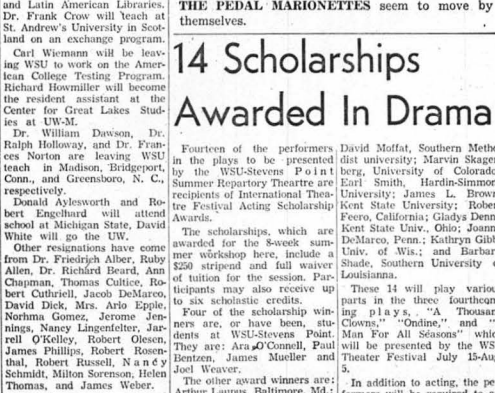 and Latin American Libraries.
Dr. Frank Crow will teach at
St. Andrew's University in Scot-
land on an exchange program.
Carl Wiemann will be leav-
ing WSU to work on the Amer-
ican College Testing Program.
Richard Howmiller will become
the resident assistant at the
Center for Great Lakes Stud-
ies at UW-M.
Dr. William Dawson, Dr.
Ralph Holloway, and Dr. Fran-
ces Norton are leaving WSU
teach in Madison, Bridgeport,
Conn., and Greensboro, N. C.,
respectively.
Donald Aylesworth and Ro-
bert Engelhard will attend
school at Michigan State, David
White will go the UW.
Other resignations have come
from Dr. Friedrich Alber, Ruby
Allen, Dr. Richard Beard, Ann
Chapman, Thomas Cultice, Ro-
bert Cuthriell, Jacob DeMarco,
David Dick, Mrs. Arlo Epple,
Norhma Gomez, Jerome Jen-
nings, Nancy Lingenfelter, Jar-
rell O'Kelley, Robert Olesen,
James Phillips, Robert Rosen-
thal, Robert Russell, Nandy
Schmidt, Milton Sorenson, Helen
Thomas, and James Weber.
THE PEDAL MARIONETTES seem to move by
themselves.
14 Scholarships
Awarded In Drama
Fourteen of the performers
in the plays to be presented
by the WSU-Stevens Point
Summer Repertory Theartre are
recipients of International Thea-
tre Festival Acting Scholarship
Awards.
The scholarships, which are
awarded for the 8-week sum-
mer workshop here, include a
$250 stripend and full waiver
of tuition for the session. Par-
ticipants may also receive up
to six scholastic credits.
Four of the scholarship win-
ners are, or have been, stu-
dents at WSU-Stevens Point.
They are: Ara O'Connell, Paul
Bentzen, James Mueller and
Joel Weaver.
The other award winners are:
Arthur Baltimore, Md.;
David Moffat, Southern Metho
dist university; Marvin Skager
berg, University of Colorado
Earl Smith, Hardin-Simmon
University; James L. Brown
Kent State University; Rober
Feero, California; Gladys Denn
Kent State Univ., Ohio; Joann
DeMarco, Penn.; Kathryn Gibb
Univ. of Wis.; and Barbar
Shade, Southern University
Louisianna.
These 14 will play variou
parts in the three fourthcom
ing plays, "A Thousan
Clowns," "Ondine," and "
Man For All Seasons" whic
will be presented by the WS
Theater Festival July 15-Aug
5.
In addition to acting, the pe